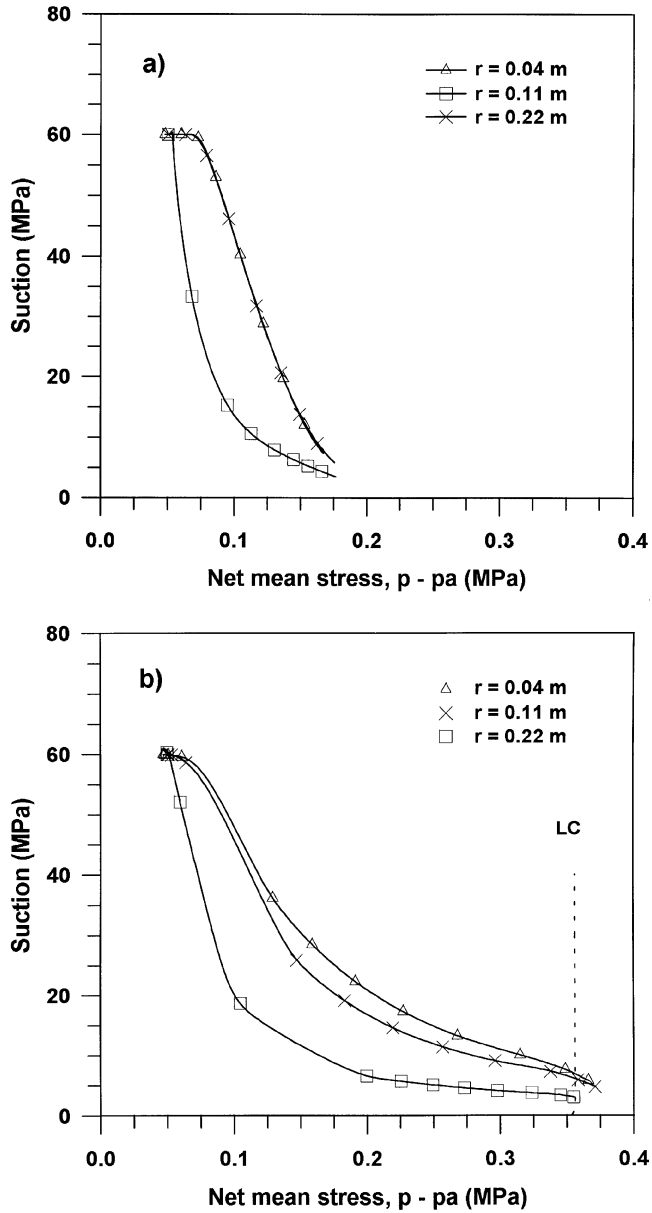 80
a)
r = 0.04 m
r = 0.11 m
r = 0.22 m
60
40
20
0
Suction (MPa)
0.0 0.1 0.2 0.3 0.4
Net mean stress, p - pa (MPa)
80
b)
r = 0.04 m
r = 0.11 m
r = 0.22 m
60
LC
40
20
0
Suction (MPa)
0.0 0.1 0.2 0.3 0.4
Net mean stress, p - pa (MPa)